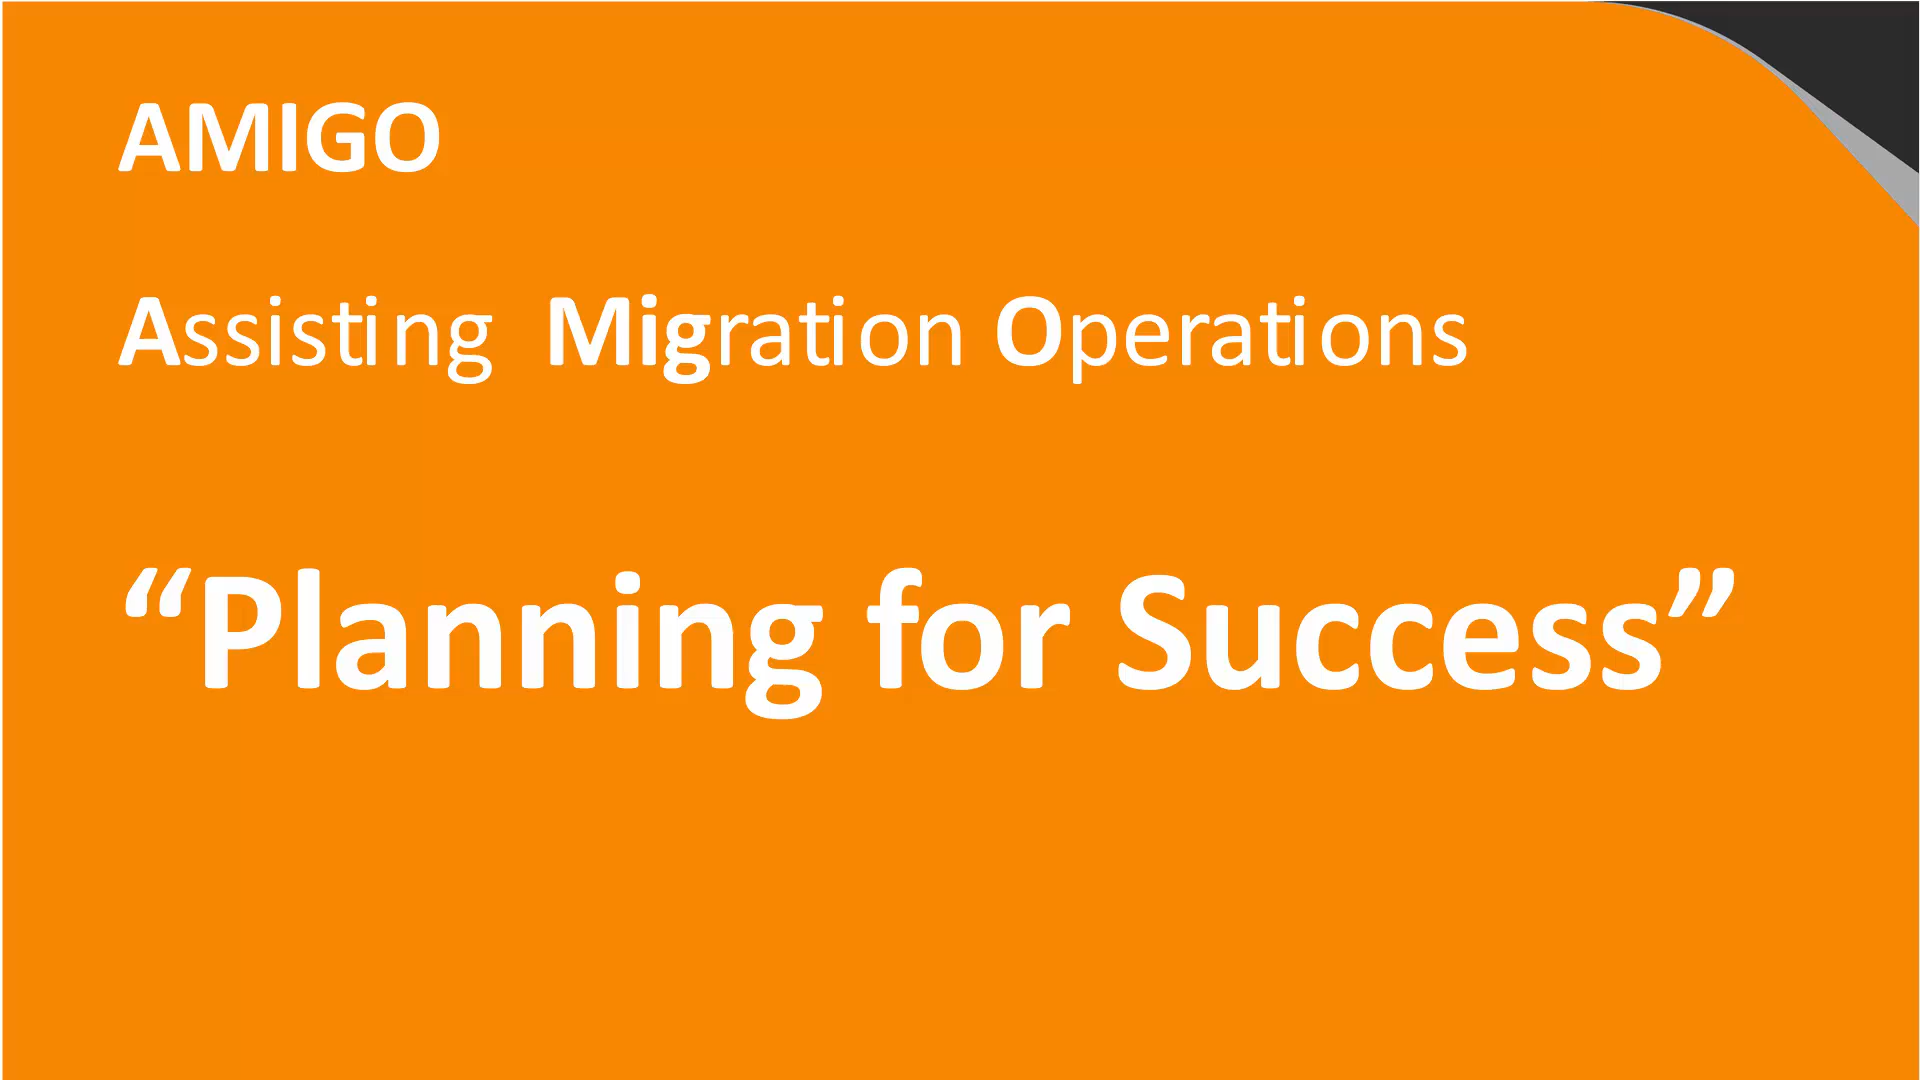 AMIGO
Assisting Migration Operations
“Planning for Success”